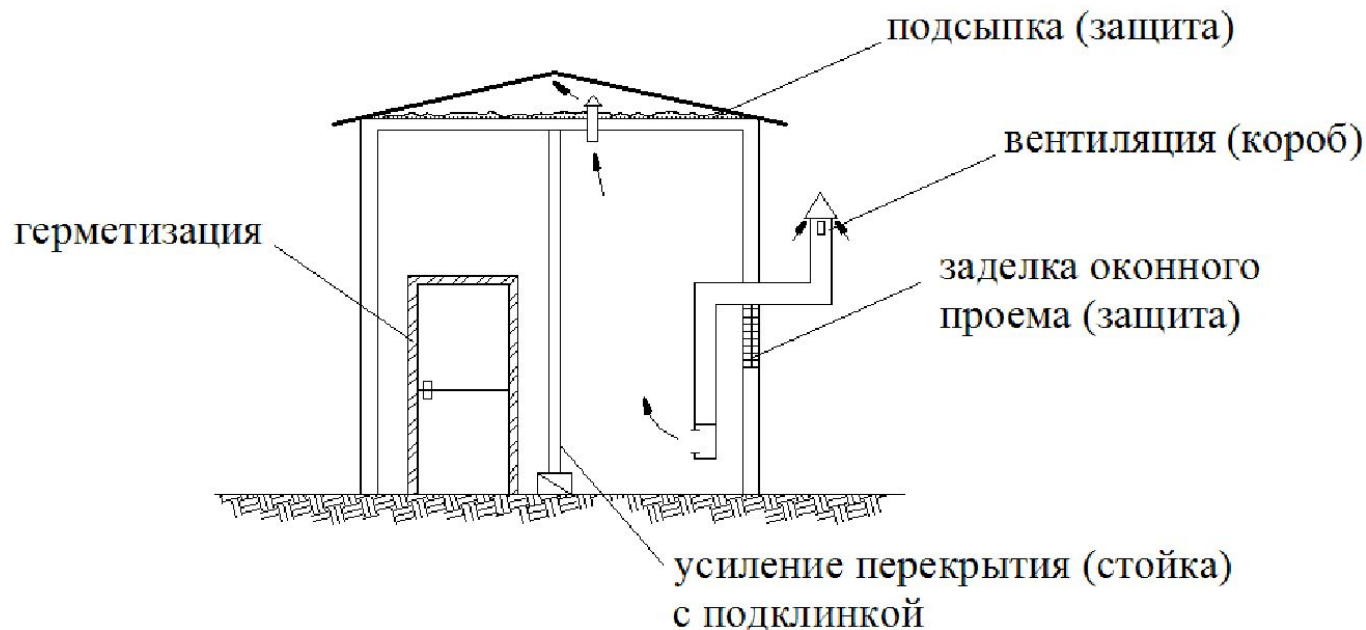 подсыпка (защита)
вентиляция (короб)
герметизация
заделка оконного
проема (защита)
усиление перекрытия (стойка)
с подклинкой